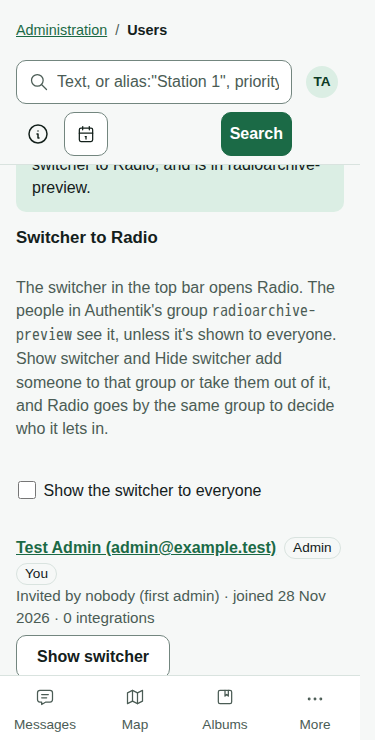 Administration / Users
Text, or alias:"Station 1", priority
TA
Search
switcher to Radio, and is in radioarchive-
preview.
Switcher to Radio
The switcher in the top bar opens Radio. The
people in Authentik's group radioarchive-
preview see it, unless it's shown to everyone.
Show switcher and Hide switcher add
someone to that group or take them out of it,
and Radio goes by the same group to decide
who it lets in.
Show the switcher to everyone
Test Admin (admin@example.test) Admin
You
Invited by nobody (first admin) · joined 28 Nov
2026 · 0 integrations
Show switcher
Messages Map Albums More